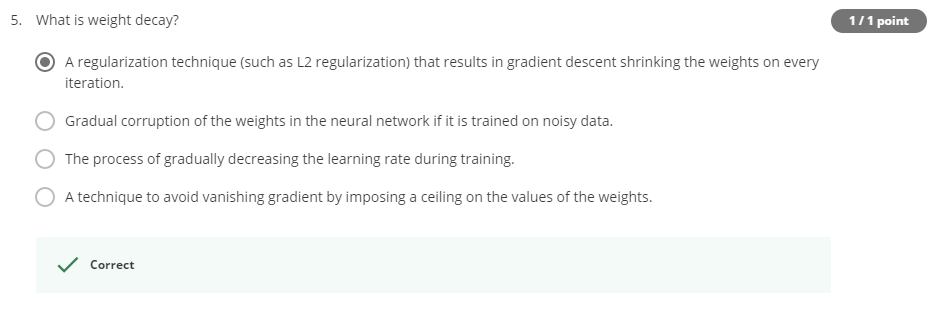 5. What is weight decay?
1 / 1 point
A regularization technique (such as L2 regularization) that results in gradient descent shrinking the weights on every
iteration.
Gradual corruption of the weights in the neural network if it is trained on noisy data.
The process of gradually decreasing the learning rate during training.
A technique to avoid vanishing gradient by imposing a ceiling on the values of the weights.
Correct